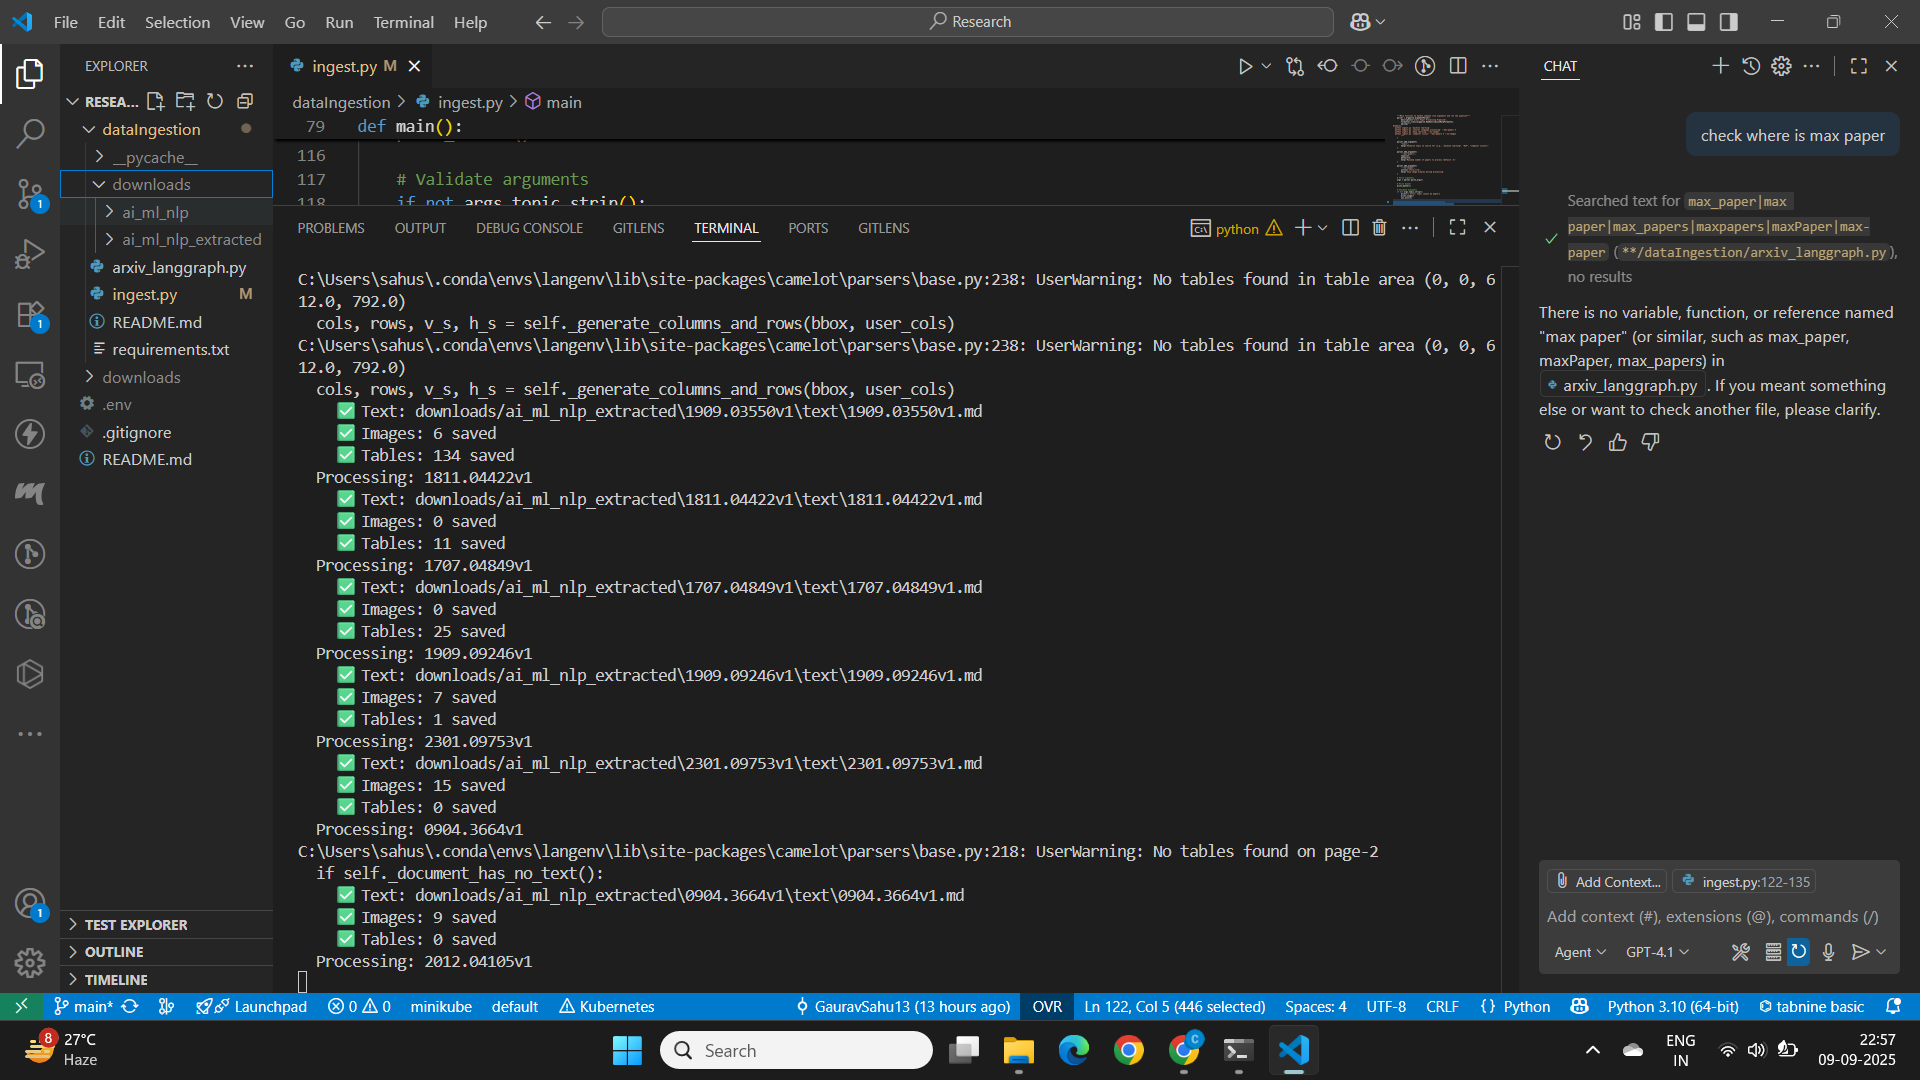 File Edit Selection View Go Run Terminal Help
Research
EXPLORER
RESEA...
dataIngestion
__pycache__
downloads
ai_ml_nlp
ai_ml_nlp_extracted
arxiv_langgraph.py
ingest.py M
README.md
requirements.txt
downloads
.env
.gitignore
README.md
TEST EXPLORER
OUTLINE
TIMELINE
1
1
1
ingest.py M
dataIngestion > ingest.py > main
79 def main():
116
117 # Validate arguments
118 if not args.topic.strip():
PROBLEMS OUTPUT DEBUG CONSOLE GITLENS TERMINAL PORTS GITLENS
python
C:\Users\sahus\.conda\envs\langenv\lib\site-packages\camelot\parsers\base.py:238: UserWarning: No tables found in table area (0, 0, 6
12.0, 792.0)
cols, rows, v_s, h_s = self._generate_columns_and_rows(bbox, user_cols)
C:\Users\sahus\.conda\envs\langenv\lib\site-packages\camelot\parsers\base.py:238: UserWarning: No tables found in table area (0, 0, 6
12.0, 792.0)
cols, rows, v_s, h_s = self._generate_columns_and_rows(bbox, user_cols)
✅ Text: downloads/ai_ml_nlp_extracted\1909.03550v1\text\1909.03550v1.md
✅ Images: 6 saved
✅ Tables: 134 saved
Processing: 1811.04422v1
✅ Text: downloads/ai_ml_nlp_extracted\1811.04422v1\text\1811.04422v1.md
✅ Images: 0 saved
✅ Tables: 11 saved
Processing: 1707.04849v1
✅ Text: downloads/ai_ml_nlp_extracted\1707.04849v1\text\1707.04849v1.md
✅ Images: 0 saved
✅ Tables: 25 saved
Processing: 1909.09246v1
✅ Text: downloads/ai_ml_nlp_extracted\1909.09246v1\text\1909.09246v1.md
✅ Images: 7 saved
✅ Tables: 1 saved
Processing: 2301.09753v1
✅ Text: downloads/ai_ml_nlp_extracted\2301.09753v1\text\2301.09753v1.md
✅ Images: 15 saved
✅ Tables: 0 saved
Processing: 0904.3664v1
C:\Users\sahus\.conda\envs\langenv\lib\site-packages\camelot\parsers\base.py:218: UserWarning: No tables found on page-2
if self._document_has_no_text():
✅ Text: downloads/ai_ml_nlp_extracted\0904.3664v1\text\0904.3664v1.md
✅ Images: 9 saved
✅ Tables: 0 saved
Processing: 2012.04105v1
CHAT
check where is max paper
Searched text for max_paper|max
paper|max_papers|maxpapers|maxPaper|max-
paper (**/dataIngestion/arxiv_langgraph.py),
no results
There is no variable, function, or reference named
"max paper" (or similar, such as max_paper,
maxPaper, max_papers) in
arxiv_langgraph.py . If you meant something
else or want to check another file, please clarify.
Add Context... ingest.py:122-135
Add context (#), extensions (@), commands (/)
Agent GPT-4.1
main* Launchpad 0 0 minikube default Kubernetes GauravSahu13 (13 hours ago) OVR Ln 122, Col 5 (446 selected) Spaces: 4 UTF-8 CRLF {} Python Python 3.10 (64-bit) tabnine basic
8
27°C
Haze
Search
C
ENG
IN
22:57
09-09-2025